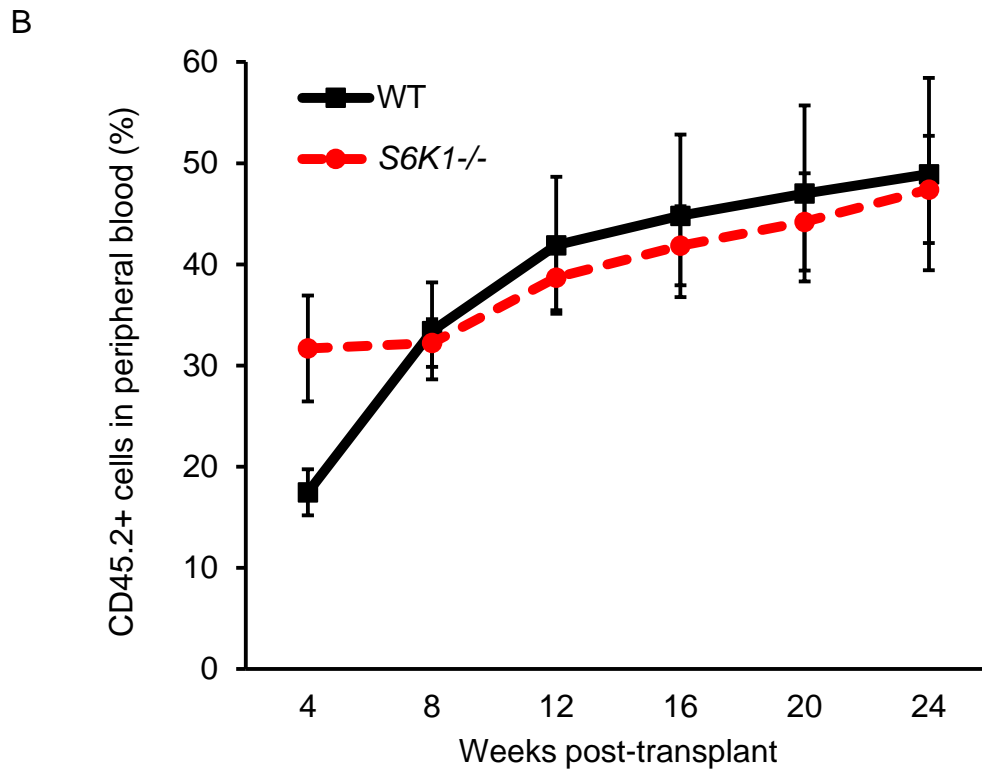 B
CD45.2+ cells in peripheral blood (%)
60
50
40
30
20
10
0
WT
S6K1-/-
4 8 12 16 20 24
Weeks post-transplant